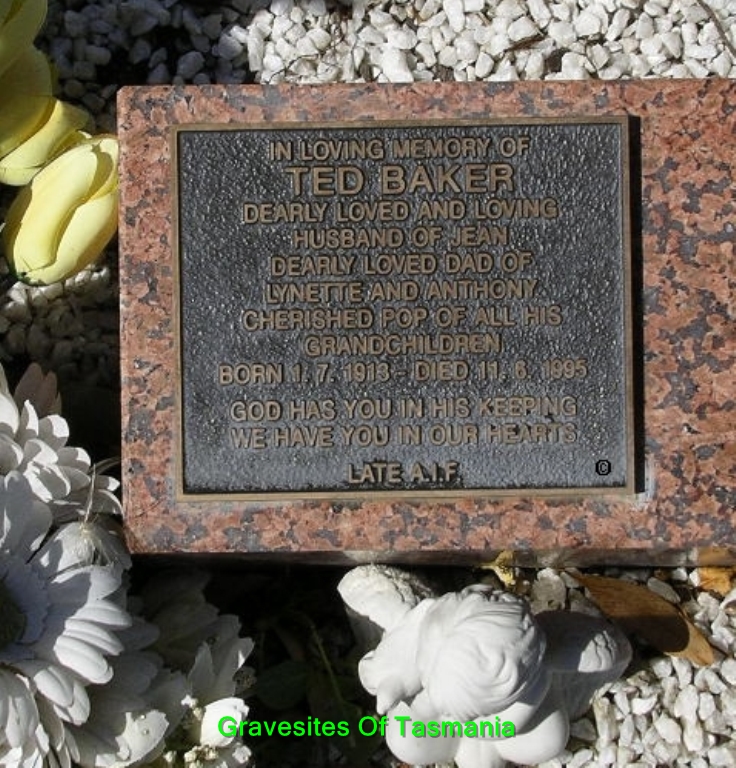 IN LOVING MEMORY OF
TED BAKER
DEARLY LOVED AND LOVING
HUSBAND OF JEAN
DEARLY LOVED DAD OF
LYNETTE AND ANTHONY
CHERISHED POP OF ALL HIS
GRANDCHILDREN
BORN 1. 7. 1913 - DIED 11. 6. 1995
GOD HAS YOU IN HIS KEEPING
WE HAVE YOU IN OUR HEARTS
LATE A.I.F.
©
Gravesites Of Tasmania